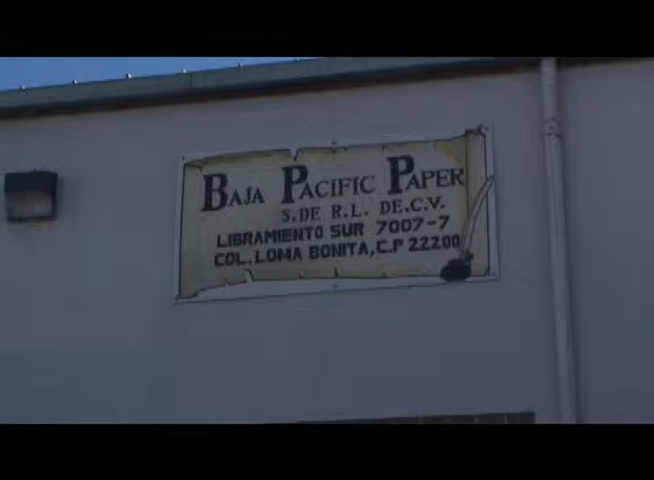 BAJA PACIFIC PAPER
S.DE R.L. DE.C.V.
LIBRAMIENTO SUR 7007-7
COL.LOMA BONITA,C.P 22200